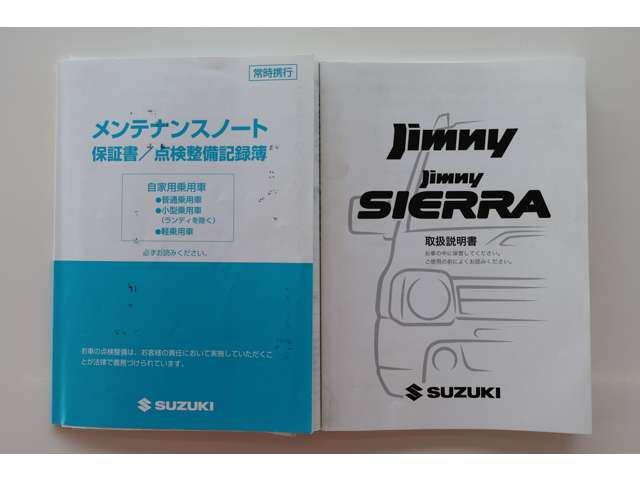 常時携行
メンテナンスノート
保証書／点検整備記録簿
自家用乗用車
●普通乗用車
●小型乗用車
(ランディを除く)
●軽乗用車
必ずお読みください。
お車の点検整備は、お客様の責任において実施していただくこ
とが法律で義務づけられています。
SUZUKI
Jimny
Jimny
SIERRA
取扱説明書
お車の中に保管してください。
ご使用の前によくお読みください。
SUZUKI